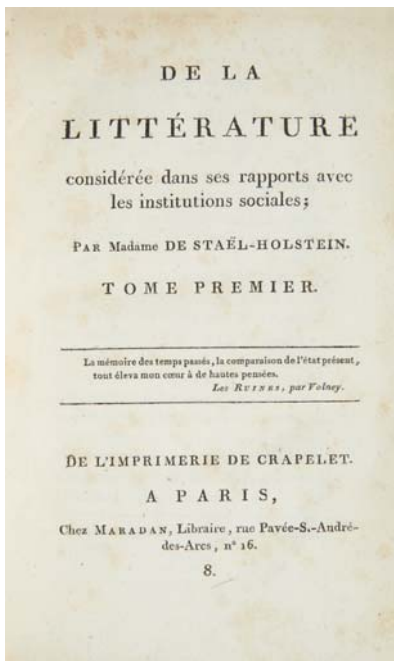 DE LA
LITTÉRATURE
considérée dans ses rapports avec
les institutions sociales;
PAR Madame DE STAËL-HOLSTEIN.
TOME PREMIER.
La mémoire des temps passés, la comparaison de l'état présent,
tout éleva mon cœur à de hautes pensées.
Les RUINES, par Volney.
DE L'IMPRIMERIE DE CRAPELET.
A PARIS,
Chez MARADAN, Libraire, rue Pavée-S.-André-
des-Arcs, n° 16.
8.